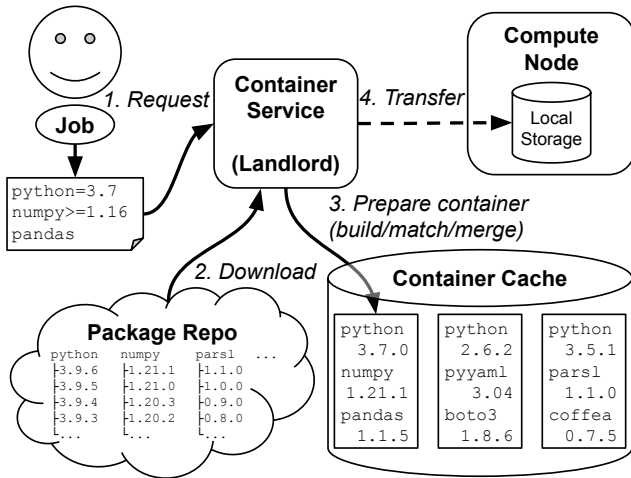 Job
python=3.7
numpy>=1.16
pandas
1. Request
Container
Service
(Landlord)
4. Transfer
Compute
Node
Local
Storage
2. Download
3. Prepare container
(build/match/merge)
Package Repo
python numpy parsl ...
├3.9.6 ├1.21.1 ├1.1.0
├3.9.5 ├1.21.0 ├1.0.0
├3.9.4 ├1.20.3 ├0.9.0
├3.9.3 ├1.20.2 ├0.8.0
└... └... └...
Container Cache
python
3.7.0
numpy
1.21.1
pandas
1.1.5
python
2.6.2
pyyaml
3.04
boto3
1.8.6
python
3.5.1
parsl
1.1.0
coffea
0.7.5